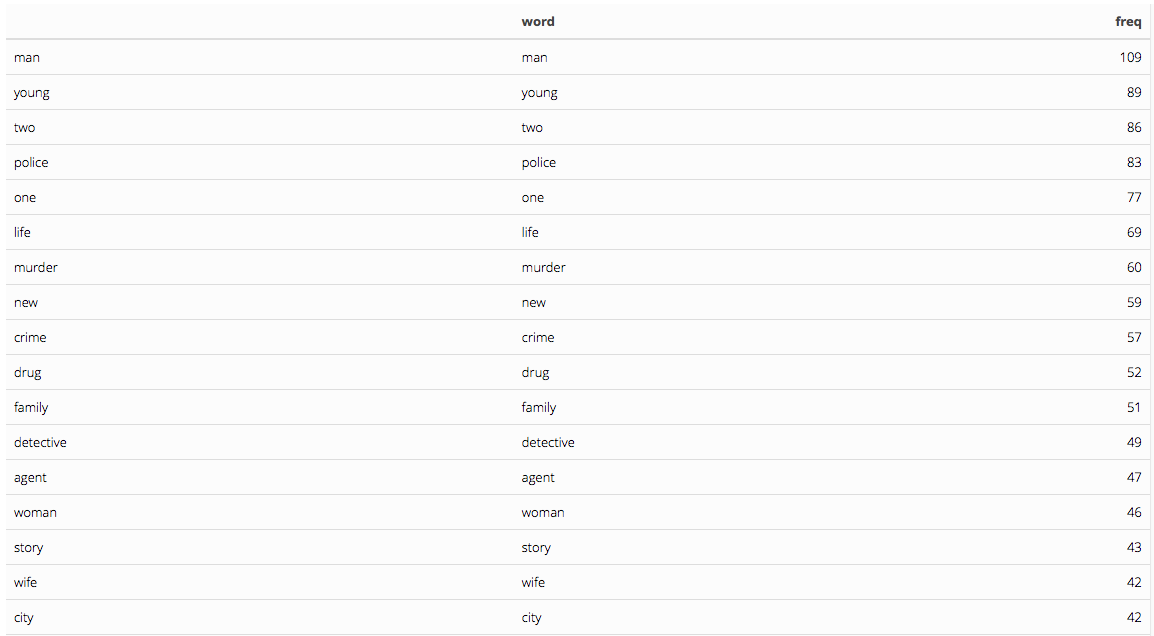 word freq
man man 109
young young 89
two two 86
police police 83
one one 77
life life 69
murder murder 60
new new 59
crime crime 57
drug drug 52
family family 51
detective detective 49
agent agent 47
woman woman 46
story story 43
wife wife 42
city city 42